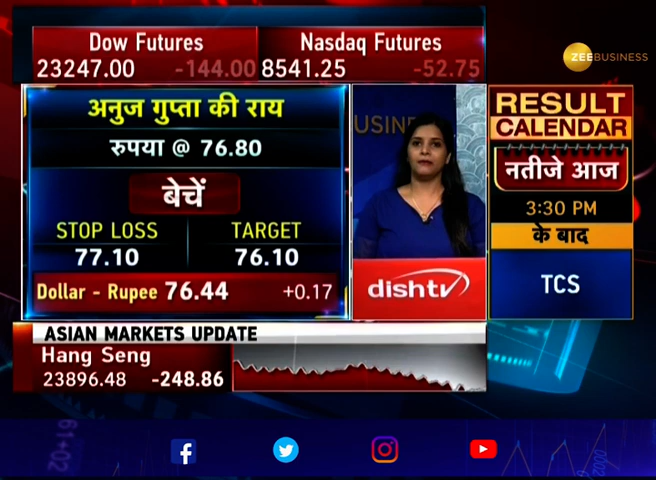 Dow Futures
23247.00 -144.00
Nasdaq Futures
8541.25 -52.75
ZEEBUSINESS
अनुज गुप्ता की राय
रुपया @ 76.80
बेचें
STOP LOSS
77.10
TARGET
76.10
Dollar - Rupee 76.44 +0.17
USINE
dishtv
RESULT
CALENDAR
नतीजे आज
3:30 PM
के बाद
TCS
ASIAN MARKETS UPDATE
Hang Seng
23896.48 -248.86